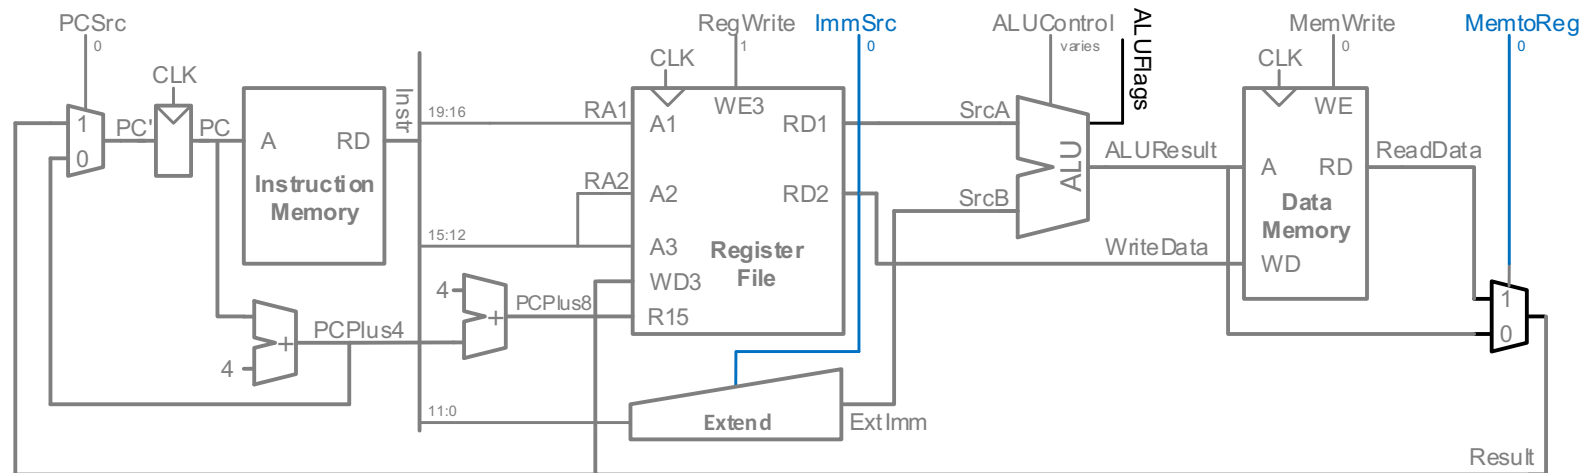 PCSrc
0
RegWrite
1
ImmSrc
0
ALUControl
varies
ALUFlags
MemWrite
0
MemtoReg
0
CLK
CLK
CLK
1
0
PC'
PC
A
RD
Instruction
Memory
Instr
19:16
RA1
A1
WE3
RD1
SrcA
RA2
A2
RD2
SrcB
15:12
A3
Register
File
WD3
R15
ALU
ALUResult
WriteData
WE
A
RD
Data
Memory
WD
ReadData
1
0
4
+
PCPlus4
4
+
PCPlus8
11:0
Extend
ExtImm
Result